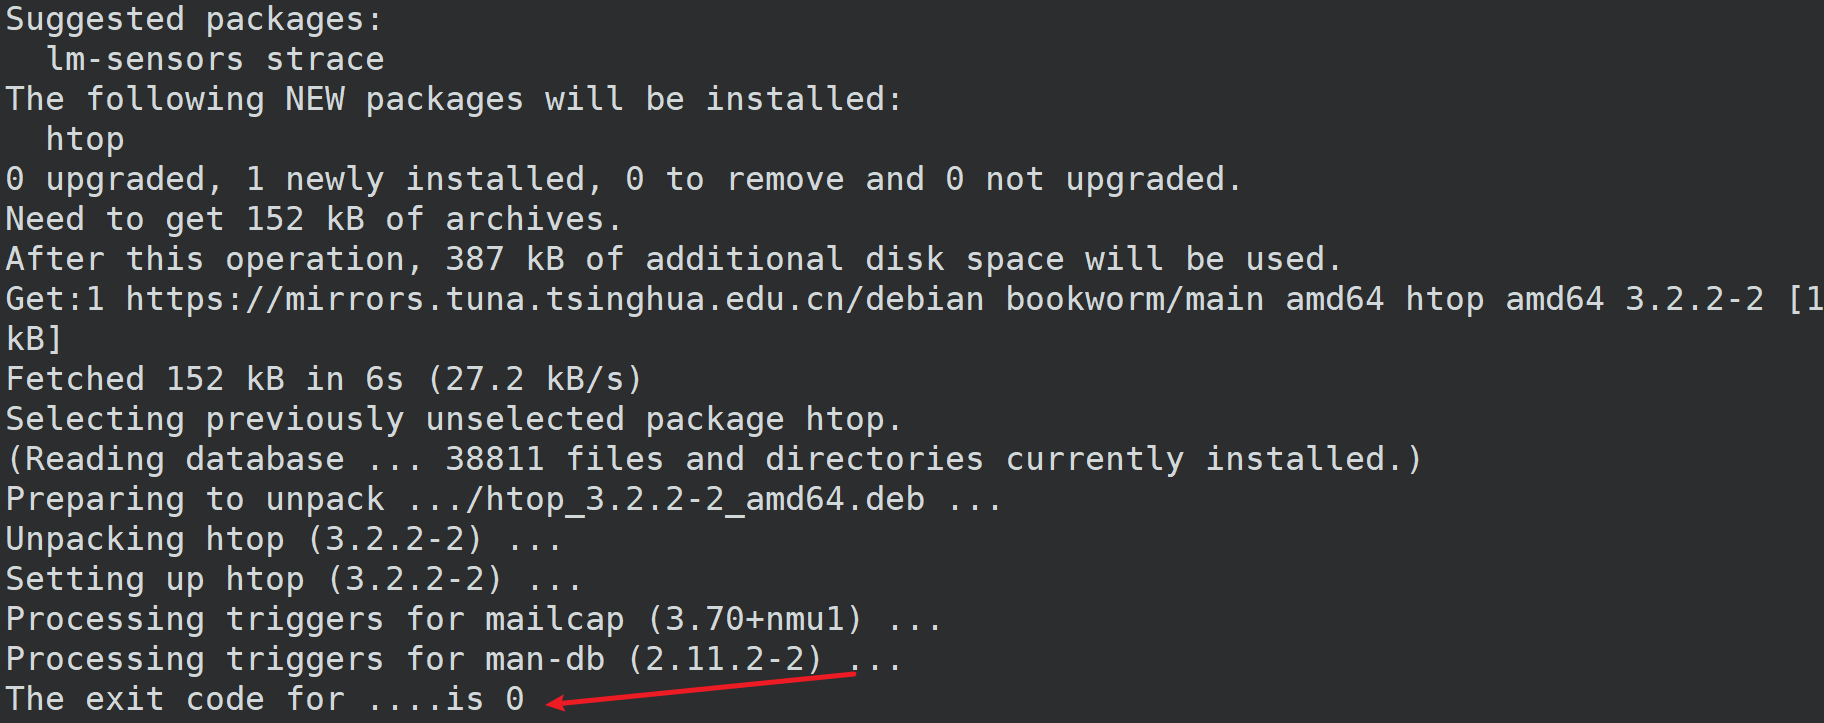 Suggested packages:
  lm-sensors strace
The following NEW packages will be installed:
  htop
0 upgraded, 1 newly installed, 0 to remove and 0 not upgraded.
Need to get 152 kB of archives.
After this operation, 387 kB of additional disk space will be used.
Get:1 https://mirrors.tuna.tsinghua.edu.cn/debian bookworm/main amd64 htop amd64 3.2.2-2 [1
kB]
Fetched 152 kB in 6s (27.2 kB/s)
Selecting previously unselected package htop.
(Reading database ... 38811 files and directories currently installed.)
Preparing to unpack .../htop_3.2.2-2_amd64.deb ...
Unpacking htop (3.2.2-2) ...
Setting up htop (3.2.2-2) ...
Processing triggers for mailcap (3.70+nmu1) ...
Processing triggers for man-db (2.11.2-2) ...
The exit code for ....is 0